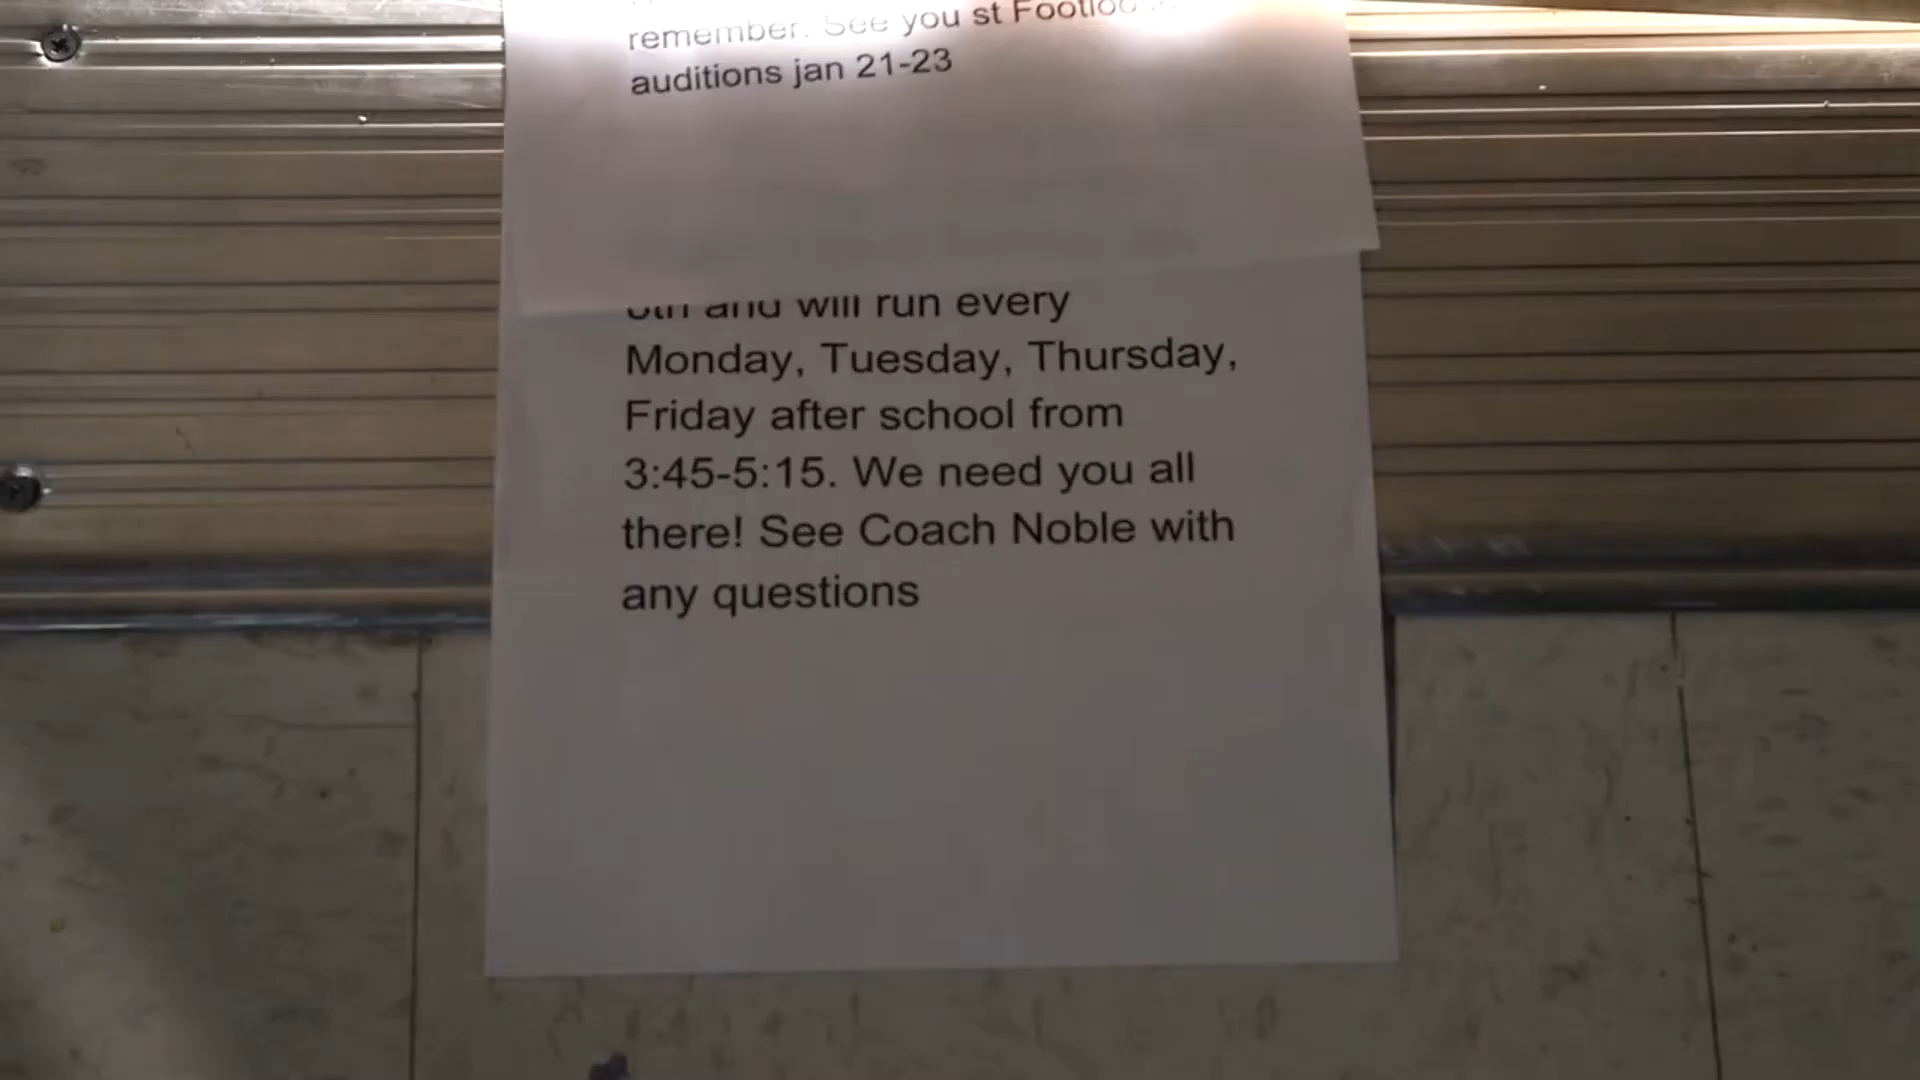 remember. See you st Footloose
auditions jan 21-23
and will run every
Monday, Tuesday, Thursday,
Friday after school from
3:45-5:15. We need you all
there! See Coach Noble with
any questions